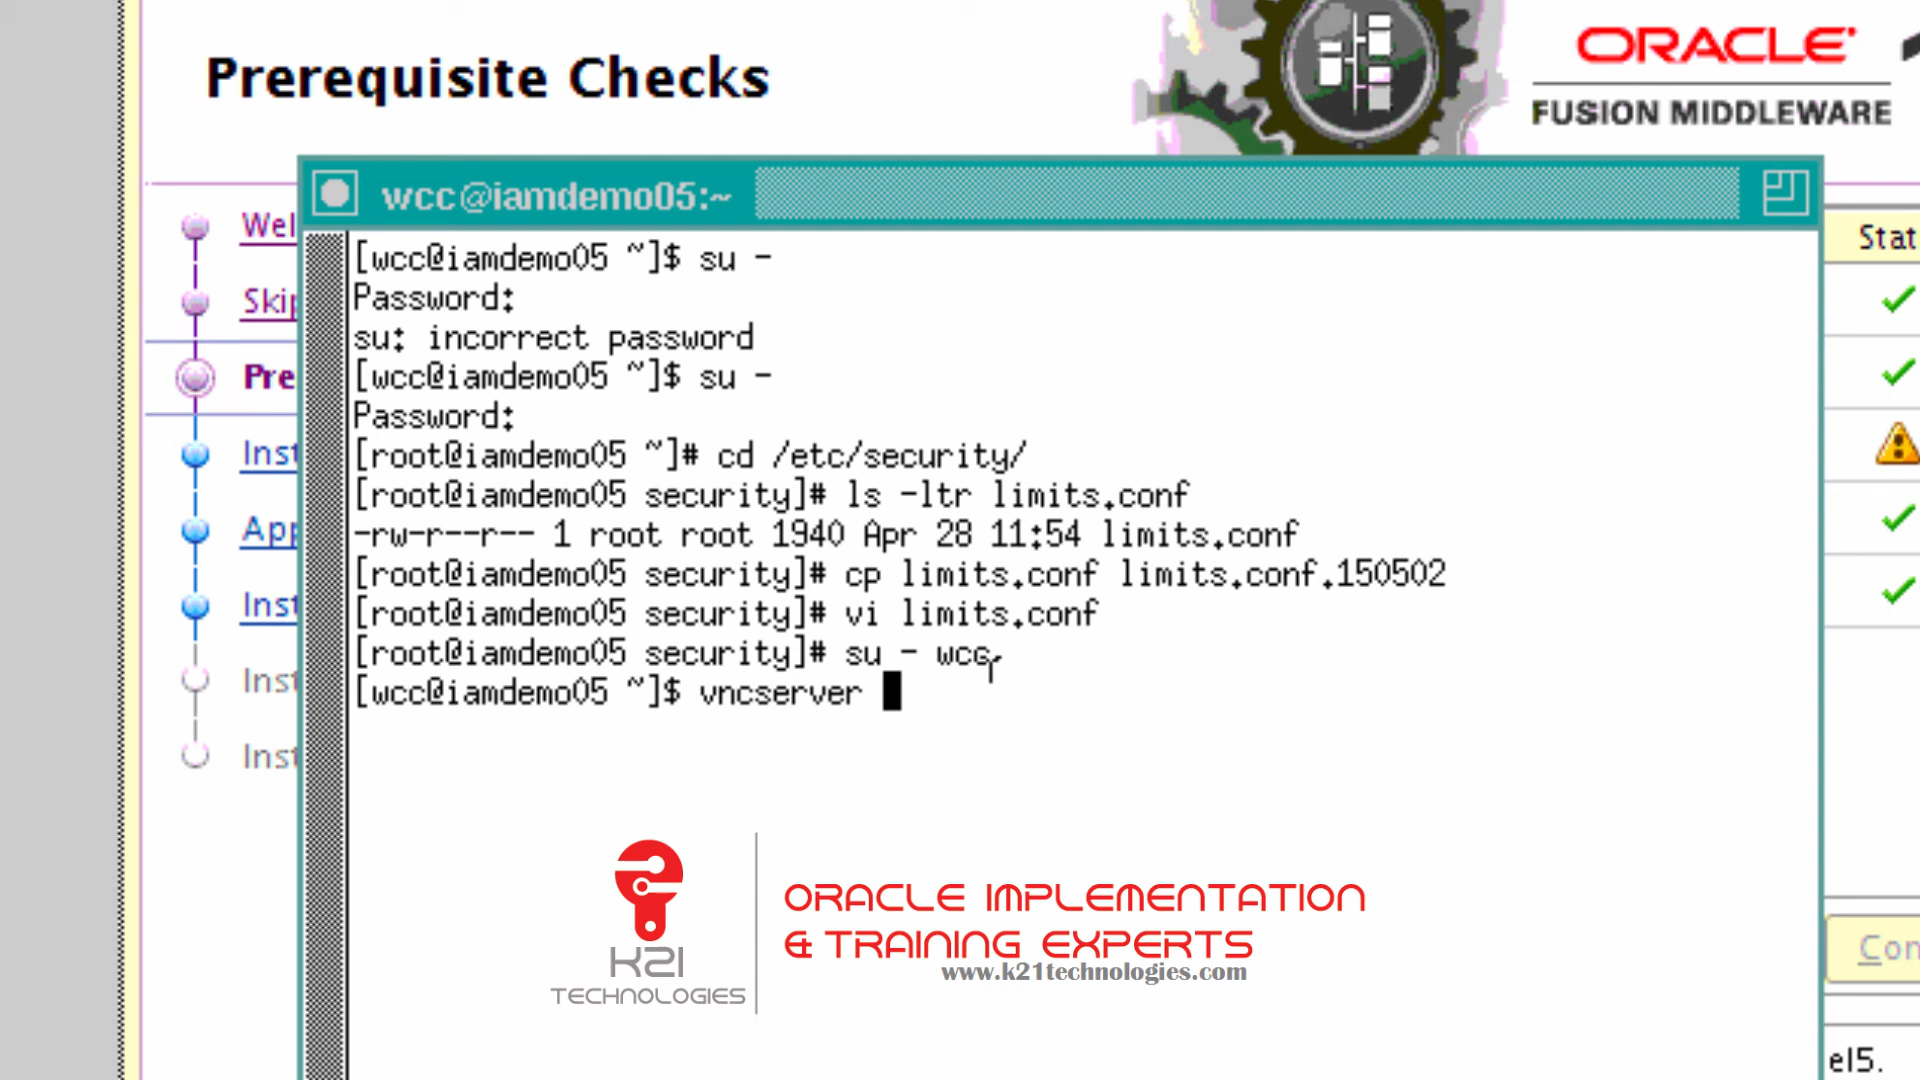 Prerequisite Checks
ORACLE
FUSION MIDDLEWARE
wcc@iamdemo05:~
Stat
[wcc@iamdemo05 ~]$ su -
Password:
su: incorrect password
[wcc@iamdemo05 ~]$ su -
Password:
[root@iamdemo05 ~]# cd /etc/security/
[root@iamdemo05 security]# ls -ltr limits.conf
-rw-r--r-- 1 root root 1940 Apr 28 11:54 limits.conf
[root@iamdemo05 security]# cp limits.conf limits.conf.150502
[root@iamdemo05 security]# vi limits.conf
[root@iamdemo05 security]# su - wcc
[wcc@iamdemo05 ~]$ vncserver
Wel
Skip
Pre
Inst
App
Inst
Inst
Inst
K21
TECHNOLOGIES
ORACLE IMPLEMENTATION
& TRAINING EXPERTS
www.k21technologies.com
Con
el5.